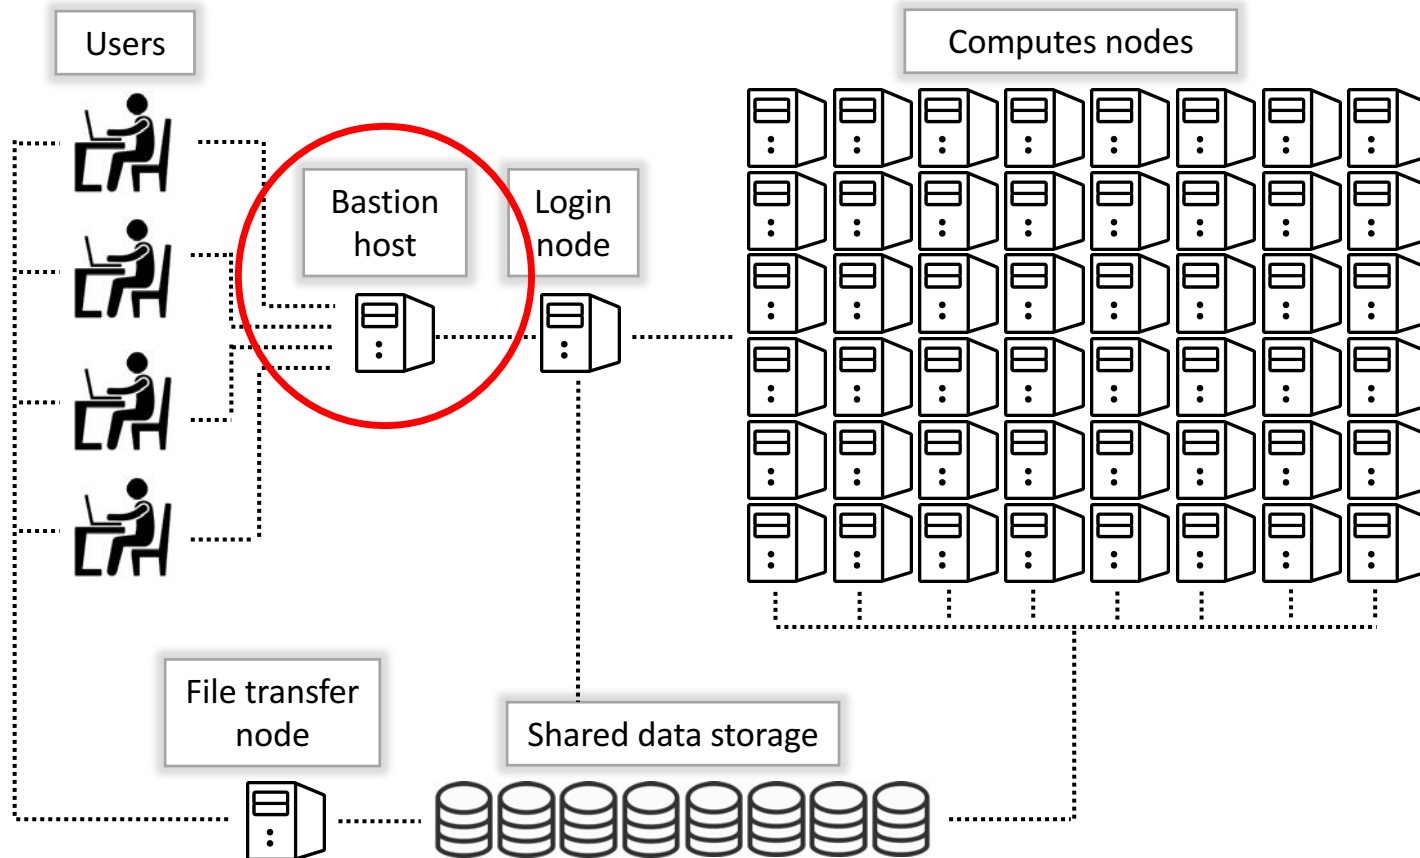 Users
Computes nodes
Bastion
host
Login
node
File transfer
node
Shared data storage